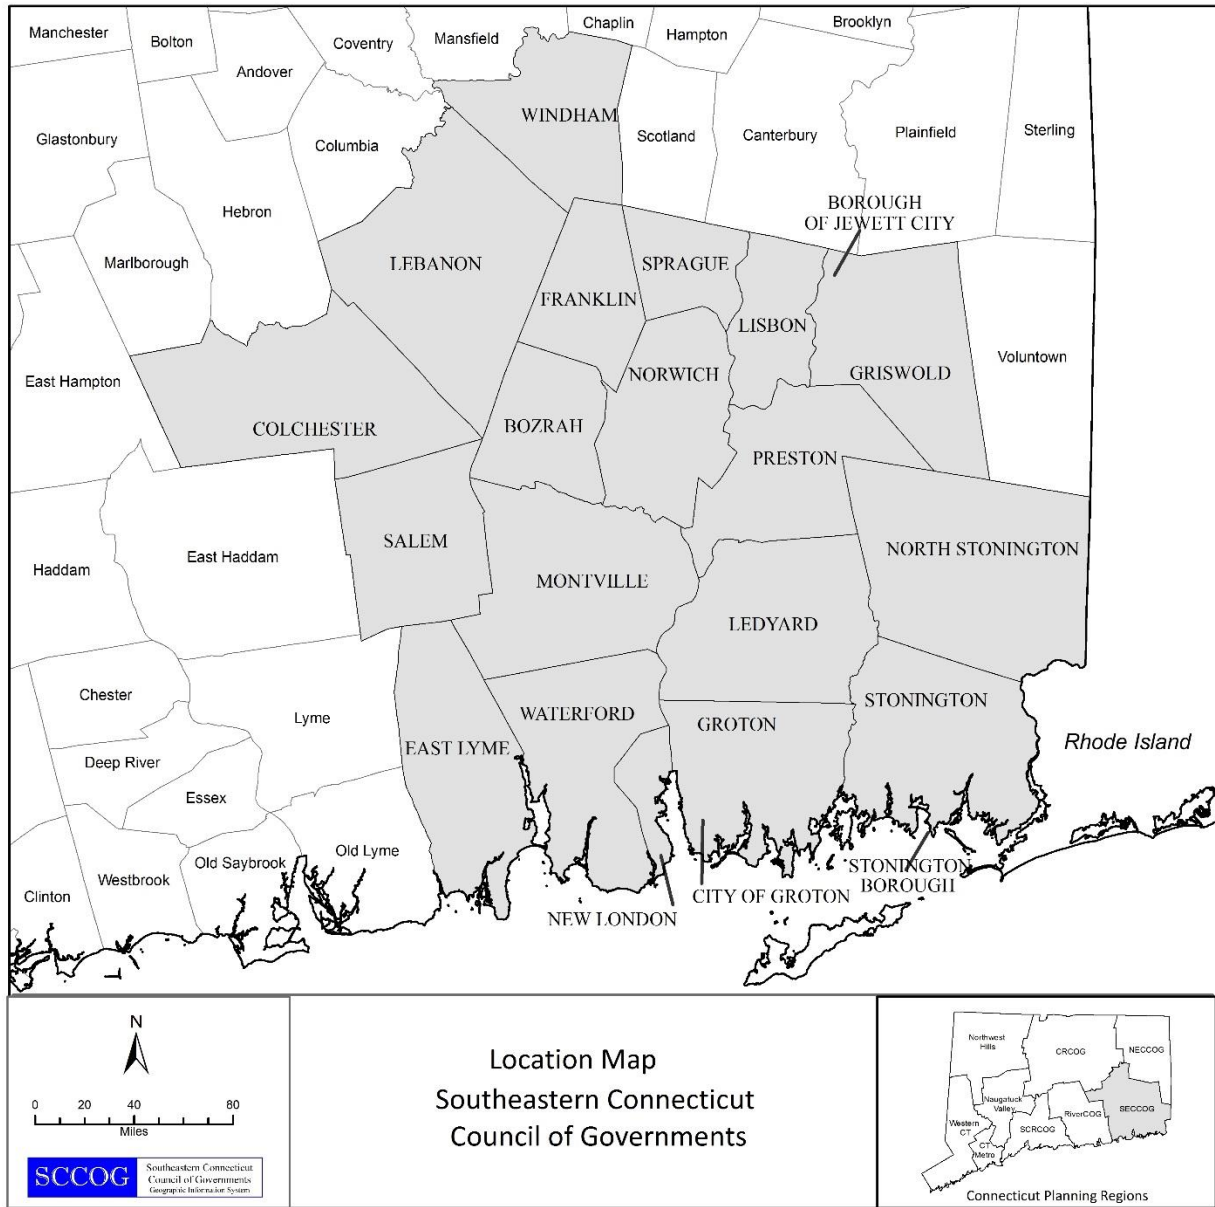 Chaplin
Brooklyn
Manchester
Bolton
Coventry
Mansfield
Hampton
Andover
WINDHAM
Glastonbury
Columbia
Scotland
Canterbury
Plainfield
Sterling
Hebron
BOROUGH
OF JEWETT CITY
Marlborough
LEBANON
SPRAGUE
FRANKLIN
LISBON
East Hampton
NORWICH
GRISWOLD
Voluntown
COLCHESTER
BOZRAH
PRESTON
SALEM
NORTH STONINGTON
Haddam
East Haddam
MONTVILLE
LEDYARD
Chester
Lyme
WATERFORD
GROTON
STONINGTON
EAST LYME
Rhode Island
Deep River
Essex
Old Saybrook
Old Lyme
Clinton
Westbrook
NEW LONDON
CITY OF GROTON
STONINGTON
BOROUGH
N
0 20 40 80
Miles
SCCOG
Southeastern Connecticut
Council of Governments
Geographic Information System
Location Map
Southeastern Connecticut
Council of Governments
Northwest
Hills
CRCOG
NECCOG
Naugatuck
Valley
Western
CT
CT
Metro
SCRCOG
RiverCOG
SECCOG
Connecticut Planning Regions